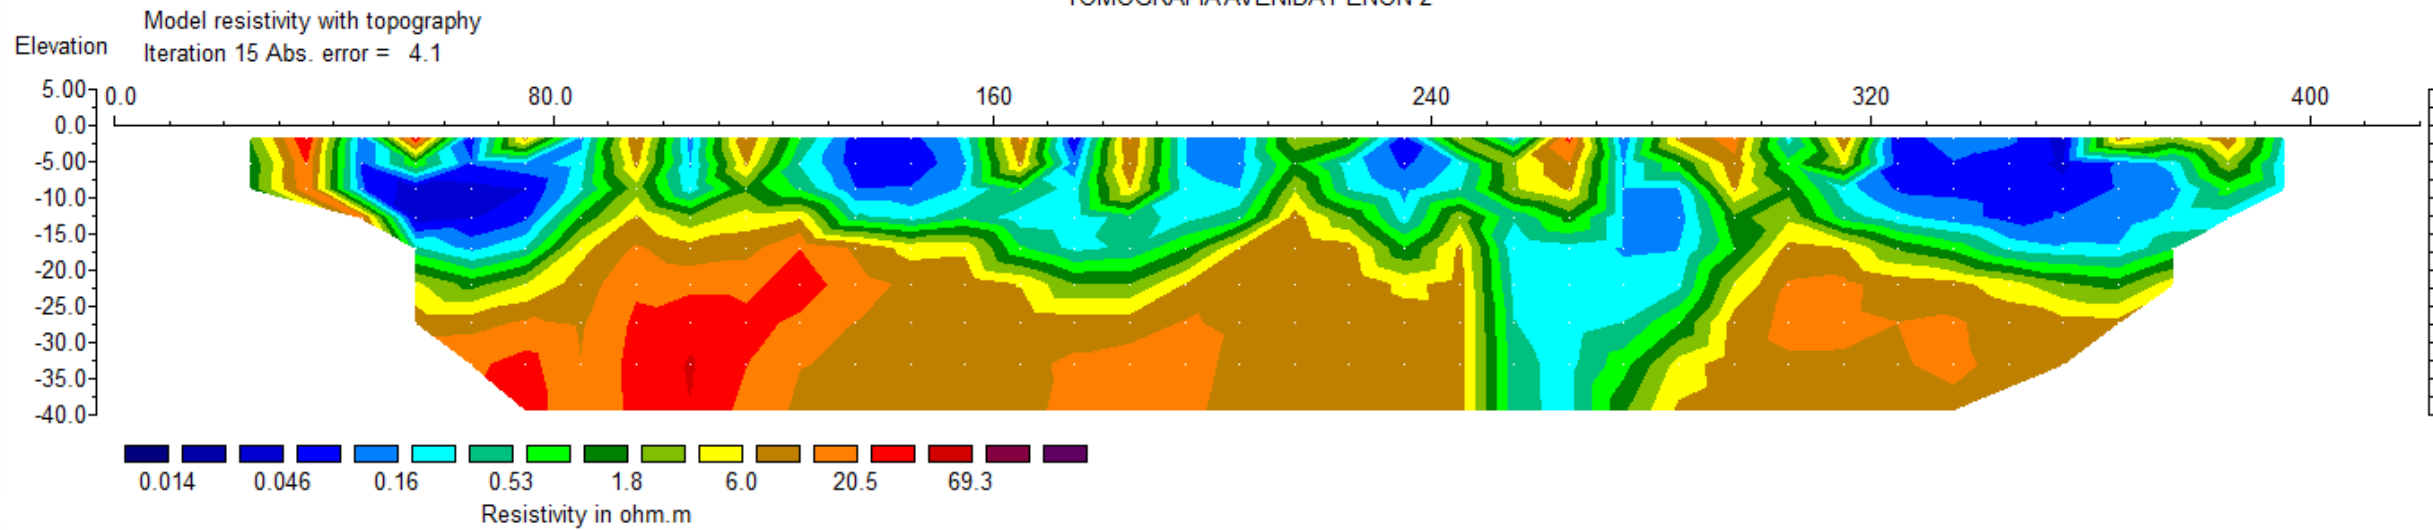 Model resistivity with topography
Elevation
Iteration 15 Abs. error = 4.1
5.00
0.0 80.0 160 240 320 400
0.0
-5.00
-10.0
-15.0
-20.0
-25.0
-30.0
-35.0
-40.0
0.014 0.046 0.16 0.53 1.8 6.0 20.5 69.3
Resistivity in ohm.m